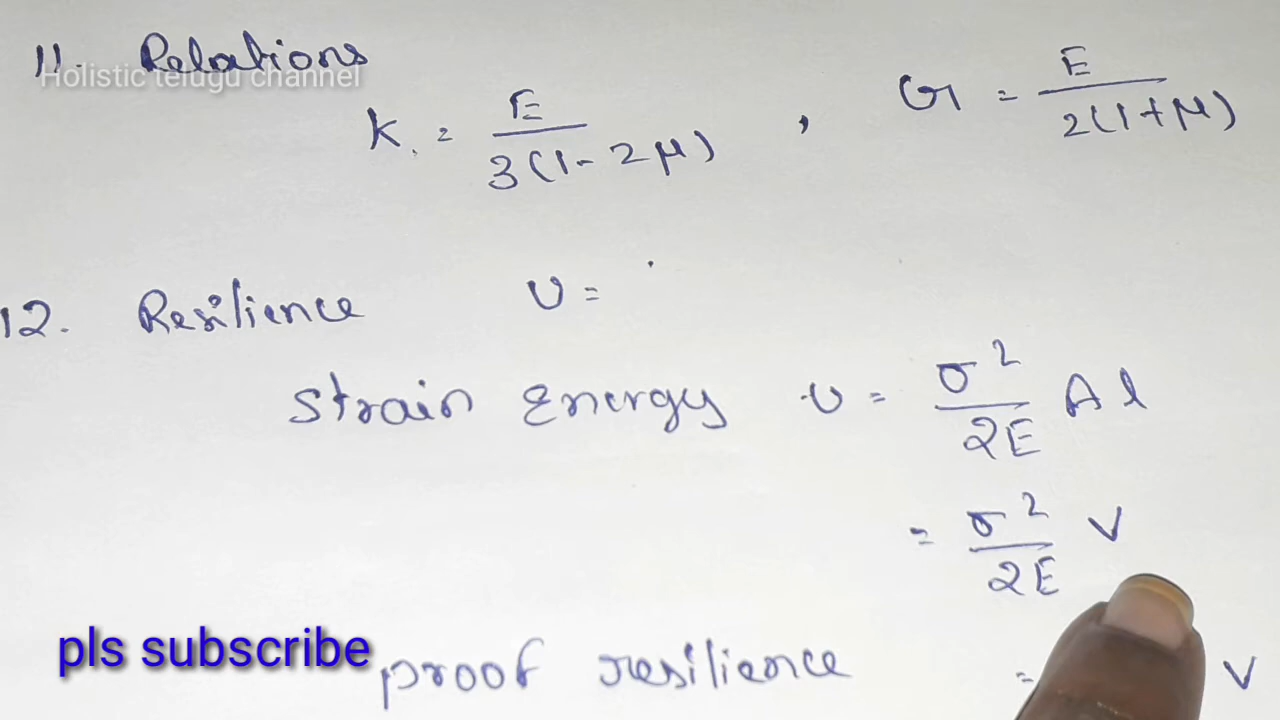 11. Relations
Holistic telugu channel
K = E / 3(1 - 2μ) , G = E / 2(1 + μ)
12. Resilience U =
Strain Energy U = σ² / 2E Al
= σ² / 2E V
pls subscribe
proof resilience = V